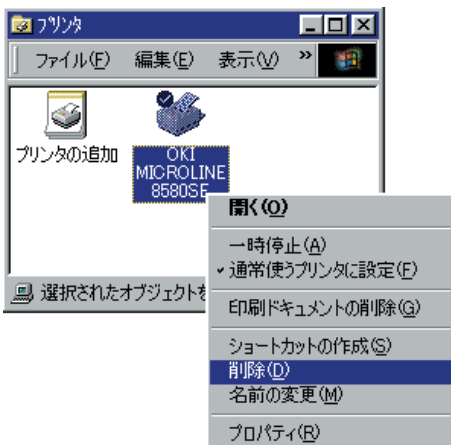 プリンタ
ファイル(F) 編集(E) 表示(V) »
プリンタの追加
OKI
MICROLINE
8580SE
開く(O)
一時停止(A)
通常使うプリンタに設定(F)
印刷ドキュメントの削除(G)
ショートカットの作成(S)
削除(D)
名前の変更(M)
プロパティ(R)
選択されたオブジェクトを